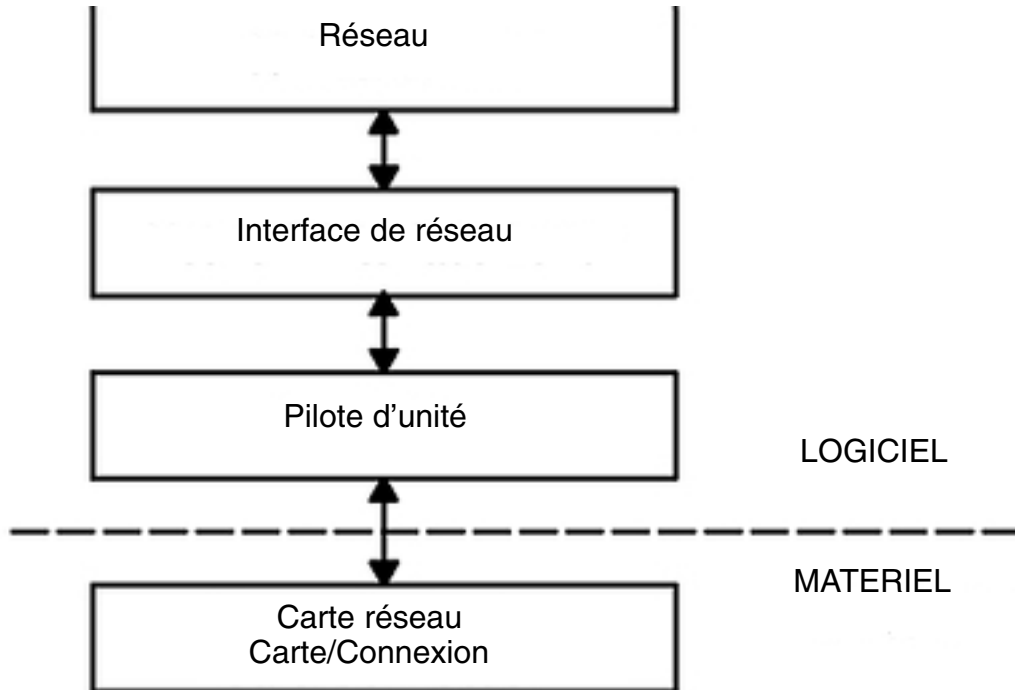 Réseau
Interface de réseau
Pilote d'unité
LOGICIEL
MATERIEL
Carte réseau
Carte/Connexion